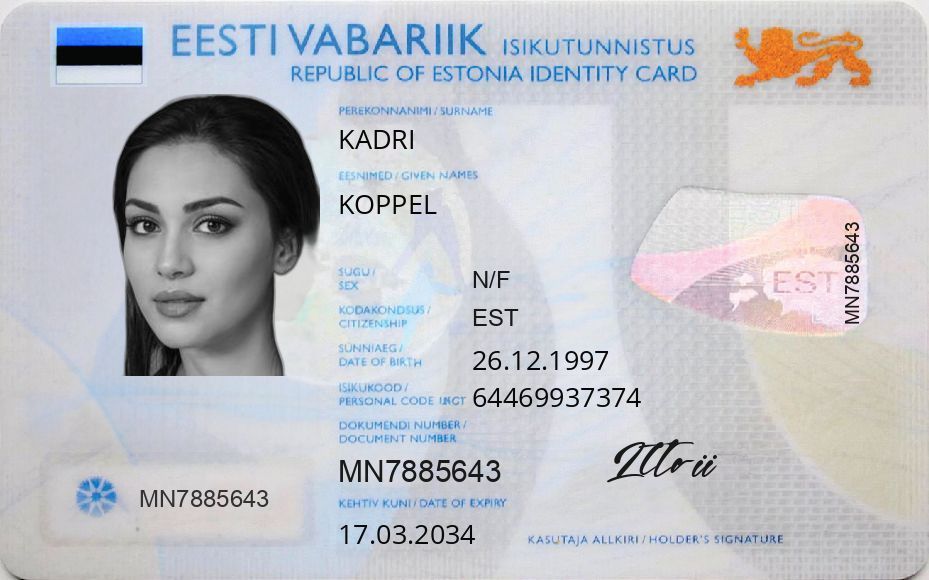 EESTI VABARIIK ISIKUTUNNISTUS
REPUBLIC OF ESTONIA IDENTITY CARD
PEREKONNANIMI / SURNAME
KADRI
EESNIMED / GIVEN NAMES
KOPPEL
SUGU / SEX
N/F
KODAKONDSUS / CITIZENSHIP
EST
SÜNNIAEG / DATE OF BIRTH
26.12.1997
ISIKUKOOD / PERSONAL CODE
64469937374
DOKUMENDI NUMBER / DOCUMENT NUMBER
MN7885643
KEHTIV KUNI / DATE OF EXPIRY
17.03.2034
MN7885643
KASUTAJA ALLKIRI / HOLDER'S SIGNATURE
EST
MN7885643